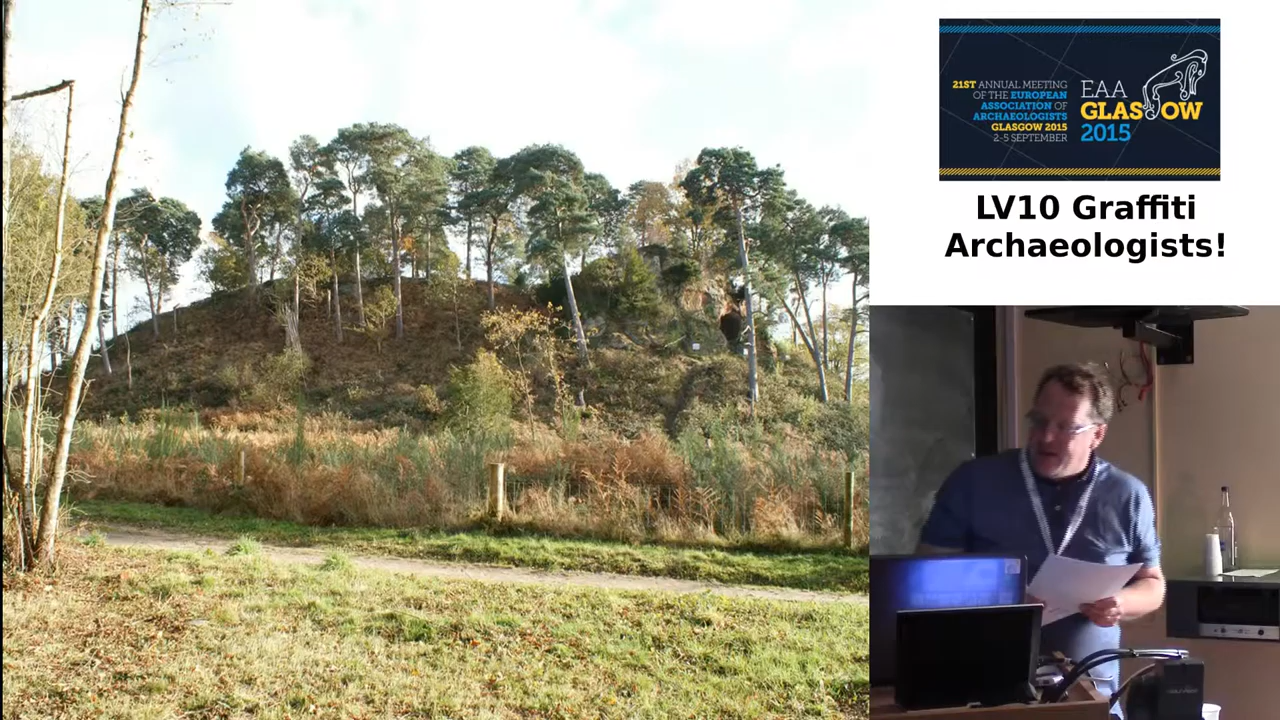 21ST ANNUAL MEETING
OF THE EUROPEAN
ASSOCIATION OF
ARCHAEOLOGISTS
GLASGOW 2015
2-5 SEPTEMBER
EAA
GLASGOW
2015
LV10 Graffiti
Archaeologists!